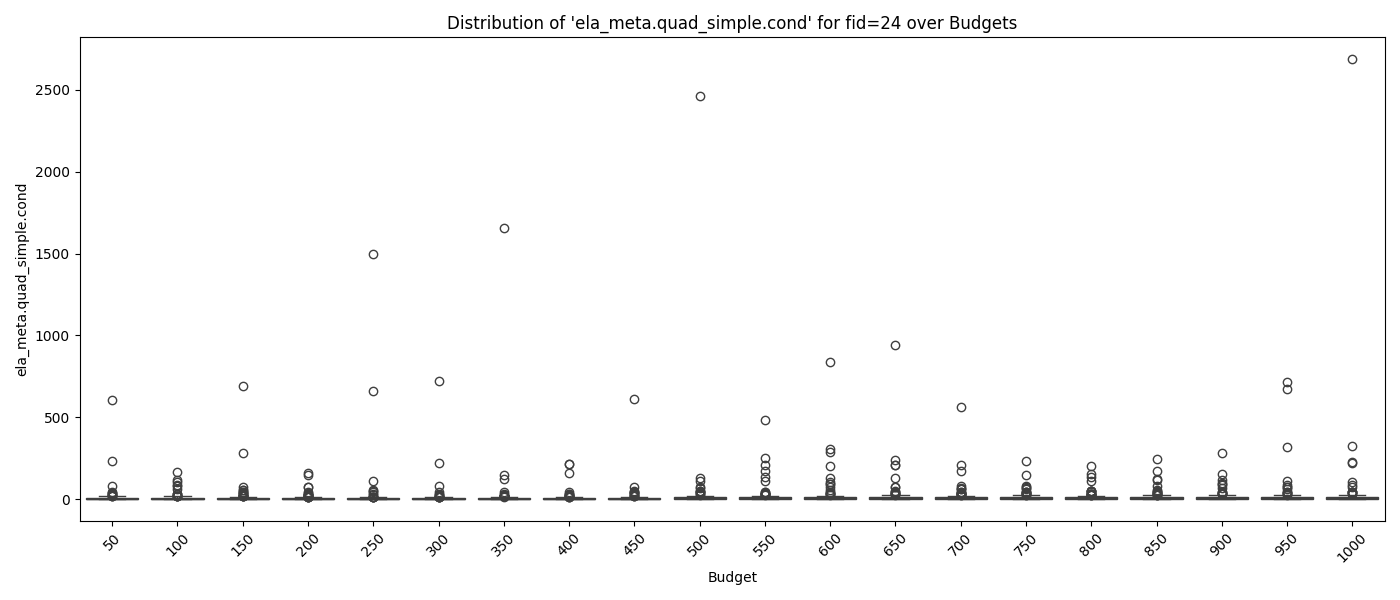 Distribution of 'ela_meta.quad_simple.cond' for fid=24 over Budgets
ela_meta.quad_simple.cond
2500
2000
1500
1000
500
0
50 100 150 200 250 300 350 400 450 500 550 600 650 700 750 800 850 900 950 1000
Budget